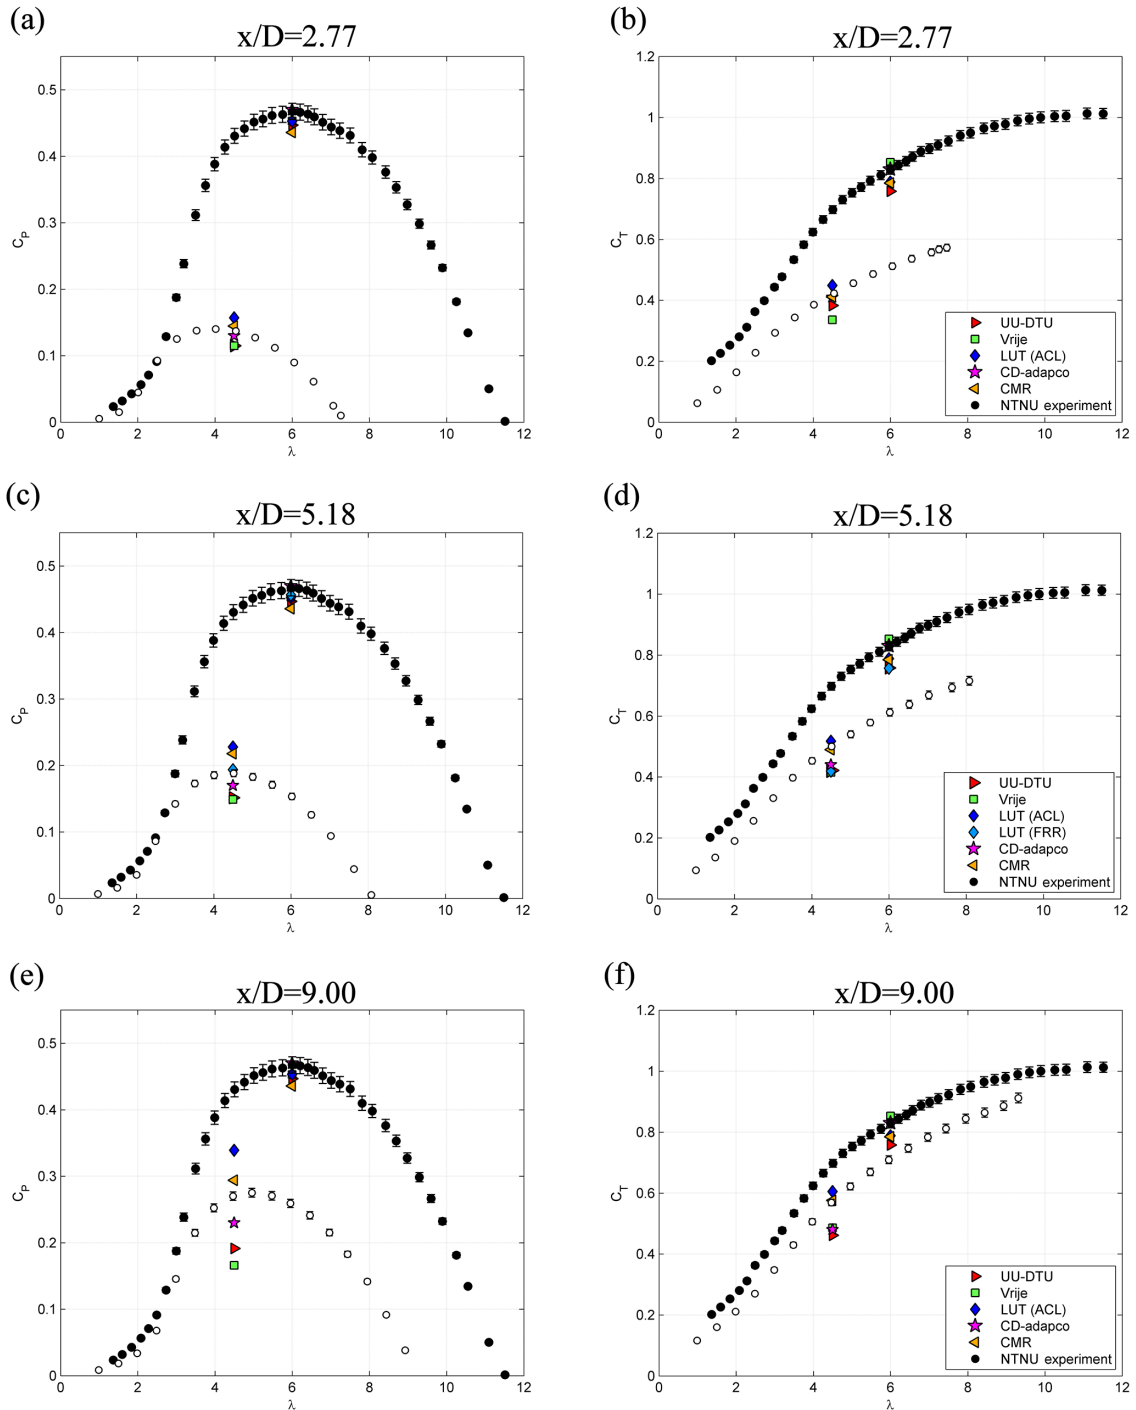 (a)
x/D=2.77
0.5
0.4
0.3
0.2
0.1
0
C_P
0 2 4 6 8 10 12
λ
(b)
x/D=2.77
1.2
1
0.8
0.6
0.4
0.2
0
C_T
UU-DTU
Vrije
LUT (ACL)
CD-adapco
CMR
NTNU experiment
0 2 4 6 8 10 12
λ
(c)
x/D=5.18
0.5
0.4
0.3
0.2
0.1
0
C_P
0 2 4 6 8 10 12
λ
(d)
x/D=5.18
1.2
1
0.8
0.6
0.4
0.2
0
C_T
UU-DTU
Vrije
LUT (ACL)
LUT (FRR)
CD-adapco
CMR
NTNU experiment
0 2 4 6 8 10 12
λ
(e)
x/D=9.00
0.5
0.4
0.3
0.2
0.1
0
C_P
0 2 4 6 8 10 12
λ
(f)
x/D=9.00
1.2
1
0.8
0.6
0.4
0.2
0
C_T
UU-DTU
Vrije
LUT (ACL)
CD-adapco
CMR
NTNU experiment
0 2 4 6 8 10 12
λ